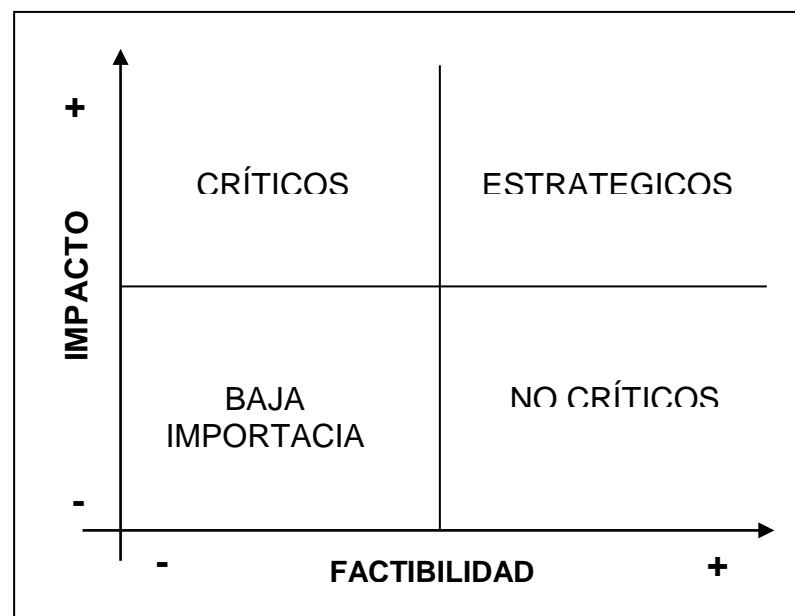 +
CRÍTICOS
ESTRATEGICOS
IMPACTO
BAJA
IMPORTACIA
NO CRÍTICOS
-
-
FACTIBILIDAD
+